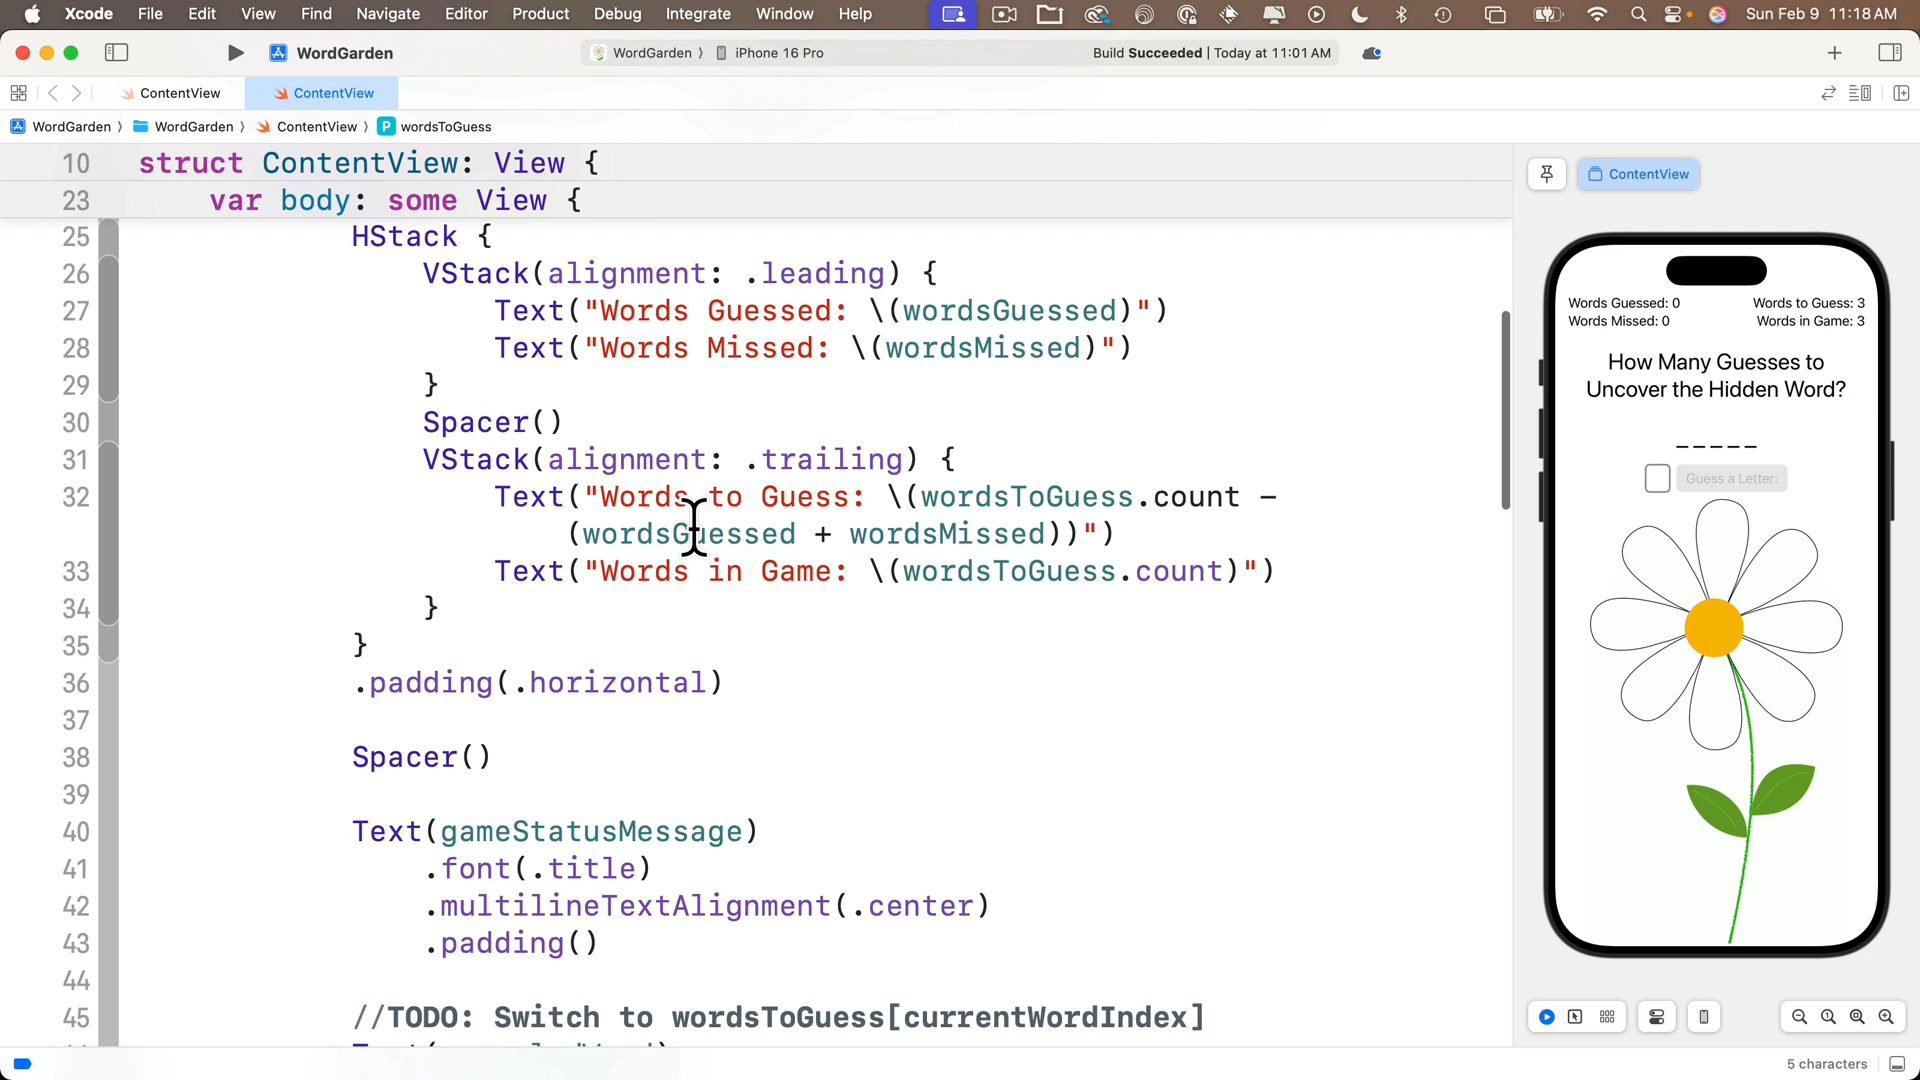 Xcode File Edit View Find Navigate Editor Product Debug Integrate Window Help Sun Feb 9 11:18 AM
WordGarden WordGarden ⟩ iPhone 16 Pro Build Succeeded | Today at 11:01 AM
ContentView ContentView
WordGarden ⟩ WordGarden ⟩ ContentView ⟩ P wordsToGuess
10 struct ContentView: View {
23 var body: some View {
25 HStack {
26 VStack(alignment: .leading) {
27 Text("Words Guessed: \(wordsGuessed)")
28 Text("Words Missed: \(wordsMissed)")
29 }
30 Spacer()
31 VStack(alignment: .trailing) {
32 Text("Words to Guess: \(wordsToGuess.count -
(wordsGuessed + wordsMissed))")
33 Text("Words in Game: \(wordsToGuess.count)")
34 }
35 }
36 .padding(.horizontal)
37
38 Spacer()
39
40 Text(gameStatusMessage)
41 .font(.title)
42 .multilineTextAlignment(.center)
43 .padding()
44
45 //TODO: Switch to wordsToGuess[currentWordIndex]
ContentView
Words Guessed: 0 Words to Guess: 3
Words Missed: 0 Words in Game: 3
How Many Guesses to
Uncover the Hidden Word?
_ _ _ _ _
Guess a Letter:
5 characters